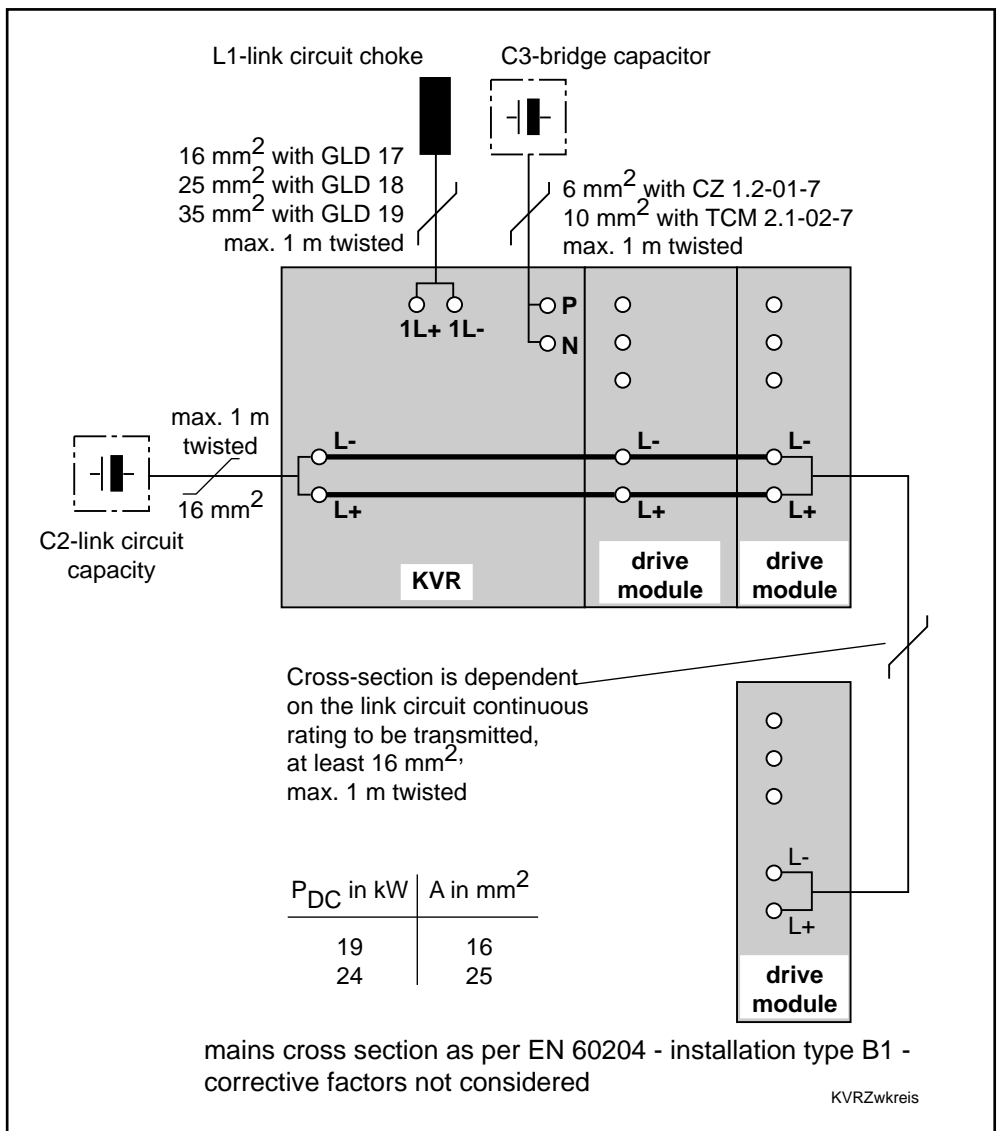 L1-link circuit choke
C3-bridge capacitor
16 mm2 with GLD 17
25 mm2 with GLD 18
35 mm2 with GLD 19
max. 1 m twisted
6 mm2 with CZ 1.2-01-7
10 mm2 with TCM 2.1-02-7
max. 1 m twisted
1L+ 1L-
P
N
max. 1 m
twisted
16 mm2
C2-link circuit
capacity
L- L- L-
L+ L+ L+
KVR
drive
module
drive
module
Cross-section is dependent
on the link circuit continuous
rating to be transmitted,
at least 16 mm2,
max. 1 m twisted
L-
L+
drive
module
PDC in kW A in mm2
19 16
24 25
mains cross section as per EN 60204 - installation type B1 -
corrective factors not considered
KVRZwkreis